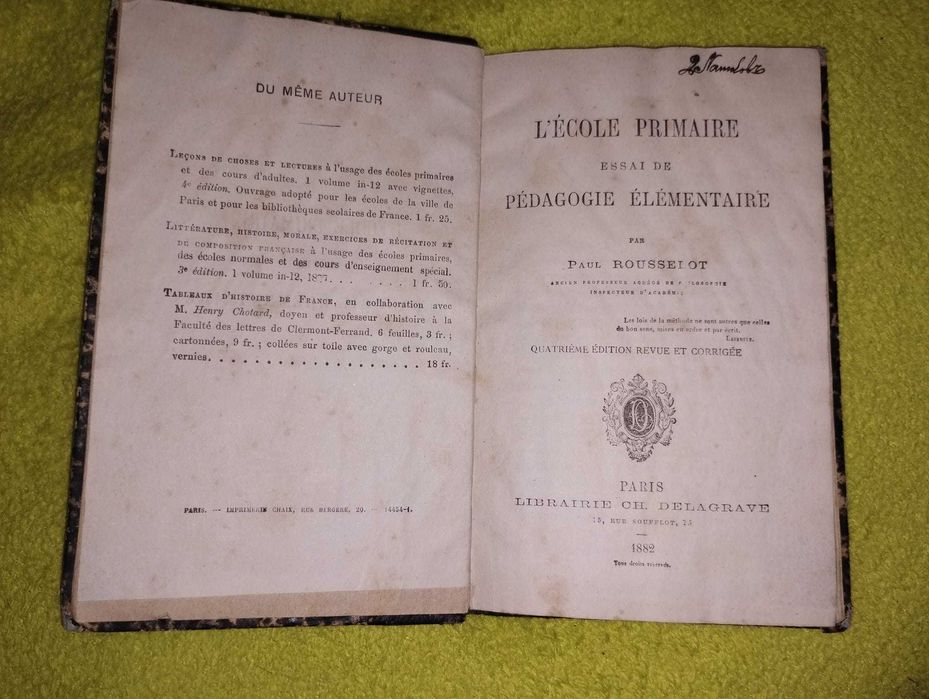 DU MÊME AUTEUR
LEÇONS DE CHOSES ET LECTURES à l'usage des écoles primaires
et des cours d'adultes. 1 volume in-12 avec vignettes,
4e édition. Ouvrage adopté pour les écoles de la ville de
Paris et pour les bibliothèques scolaires de France. 1 fr. 25.
LITTÉRATURE, HISTOIRE, MORALE, EXERCICES DE RÉCITATION ET
DE COMPOSITION FRANÇAISE à l'usage des écoles primaires,
des écoles normales et des cours d'enseignement spécial.
3e édition. 1 volume in-12, 1877. . . . . . . 1 fr. 50.
TABLEAUX D'HISTOIRE DE FRANCE, en collaboration avec
M. Henry Chotard, doyen et professeur d'histoire à la
Faculté des lettres de Clermont-Ferrand. 6 feuilles, 3 fr. ;
cartonnées, 9 fr. ; collées sur toile avec gorge et rouleau,
vernies. . . . . . . . . . . . . . . . . . 18 fr.
PARIS. — IMPRIMERIE CHAIX, RUE BERGÈRE, 20. — 14454-1.
L'ÉCOLE PRIMAIRE
ESSAI DE
PÉDAGOGIE ÉLÉMENTAIRE
PAR
PAUL ROUSSELOT
ANCIEN PROFESSEUR AGRÉGÉ DE PHILOSOPHIE
INSPECTEUR D'ACADÉMIE
Les lois de la méthode ne sont autres que celles
du bon sens, mises en ordre et par écrit.
QUATRIÈME ÉDITION REVUE ET CORRIGÉE
PARIS
LIBRAIRIE CH. DELAGRAVE
15, RUE SOUFFLOT, 15
1882
Tous droits réservés.